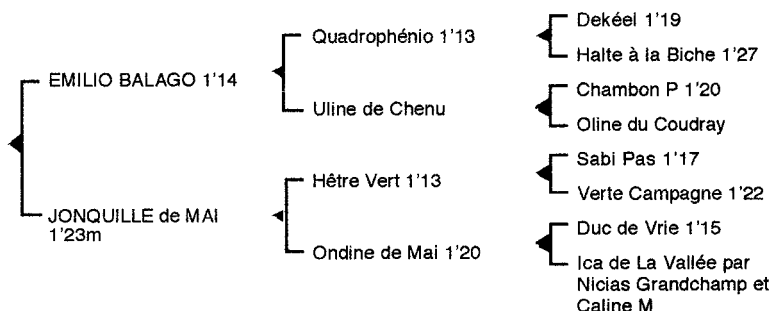 EMILIO BALAGO 1'14
JONQUILLE de MAI
1'23m
Quadrophénio 1'13
Uline de Chenu
Hêtre Vert 1'13
Ondine de Mai 1'20
Dekéel 1'19
Halte à la Biche 1'27
Chambon P 1'20
Oline du Coudray
Sabi Pas 1'17
Verte Campagne 1'22
Duc de Vrie 1'15
Ica de La Vallée par
Nicias Grandchamp et
Caline M